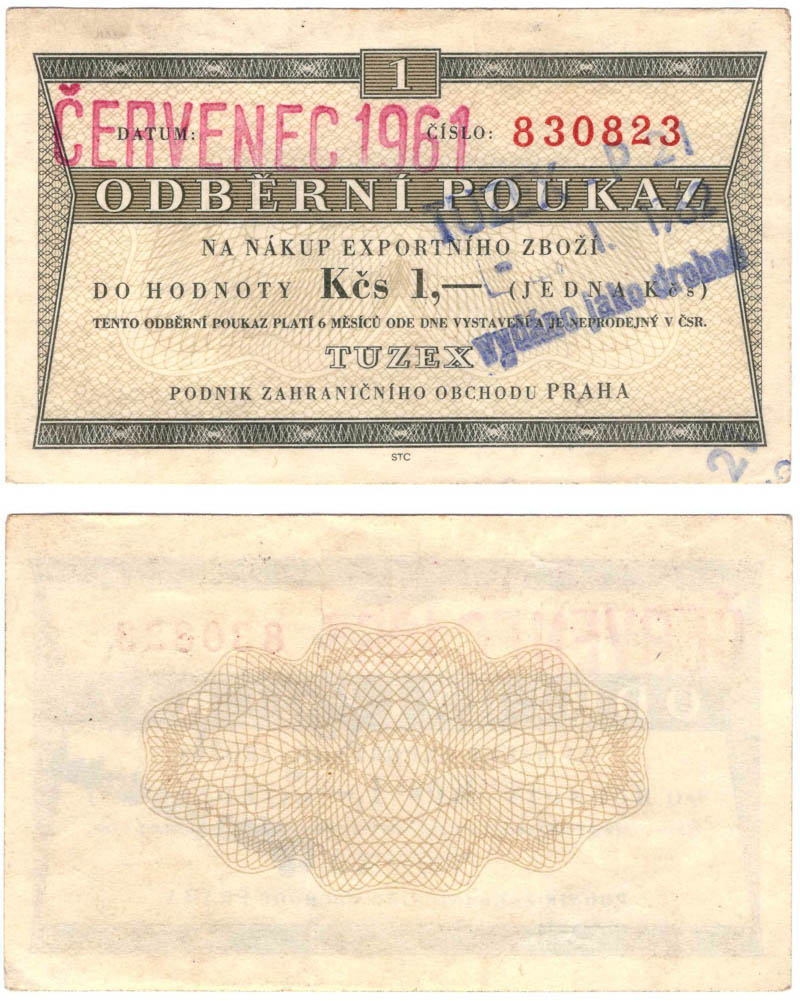 1
ČERVENEC 1961
DATUM: ČÍSLO: 830823
ODBĚRNÍ POUKAZ
TUZEX - P 21
NA NÁKUP EXPORTNÍHO ZBOŽÍ
DO HODNOTY Kčs 1,— (JEDNA Kčs)
vydáno jako drobné
TENTO ODBĚRNÍ POUKAZ PLATÍ 6 MĚSÍCŮ ODE DNE VYSTAVENÍ A JE NEPRODEJNÝ V ČSR.
TUZEX
PODNIK ZAHRANIČNÍHO OBCHODU PRAHA
STC